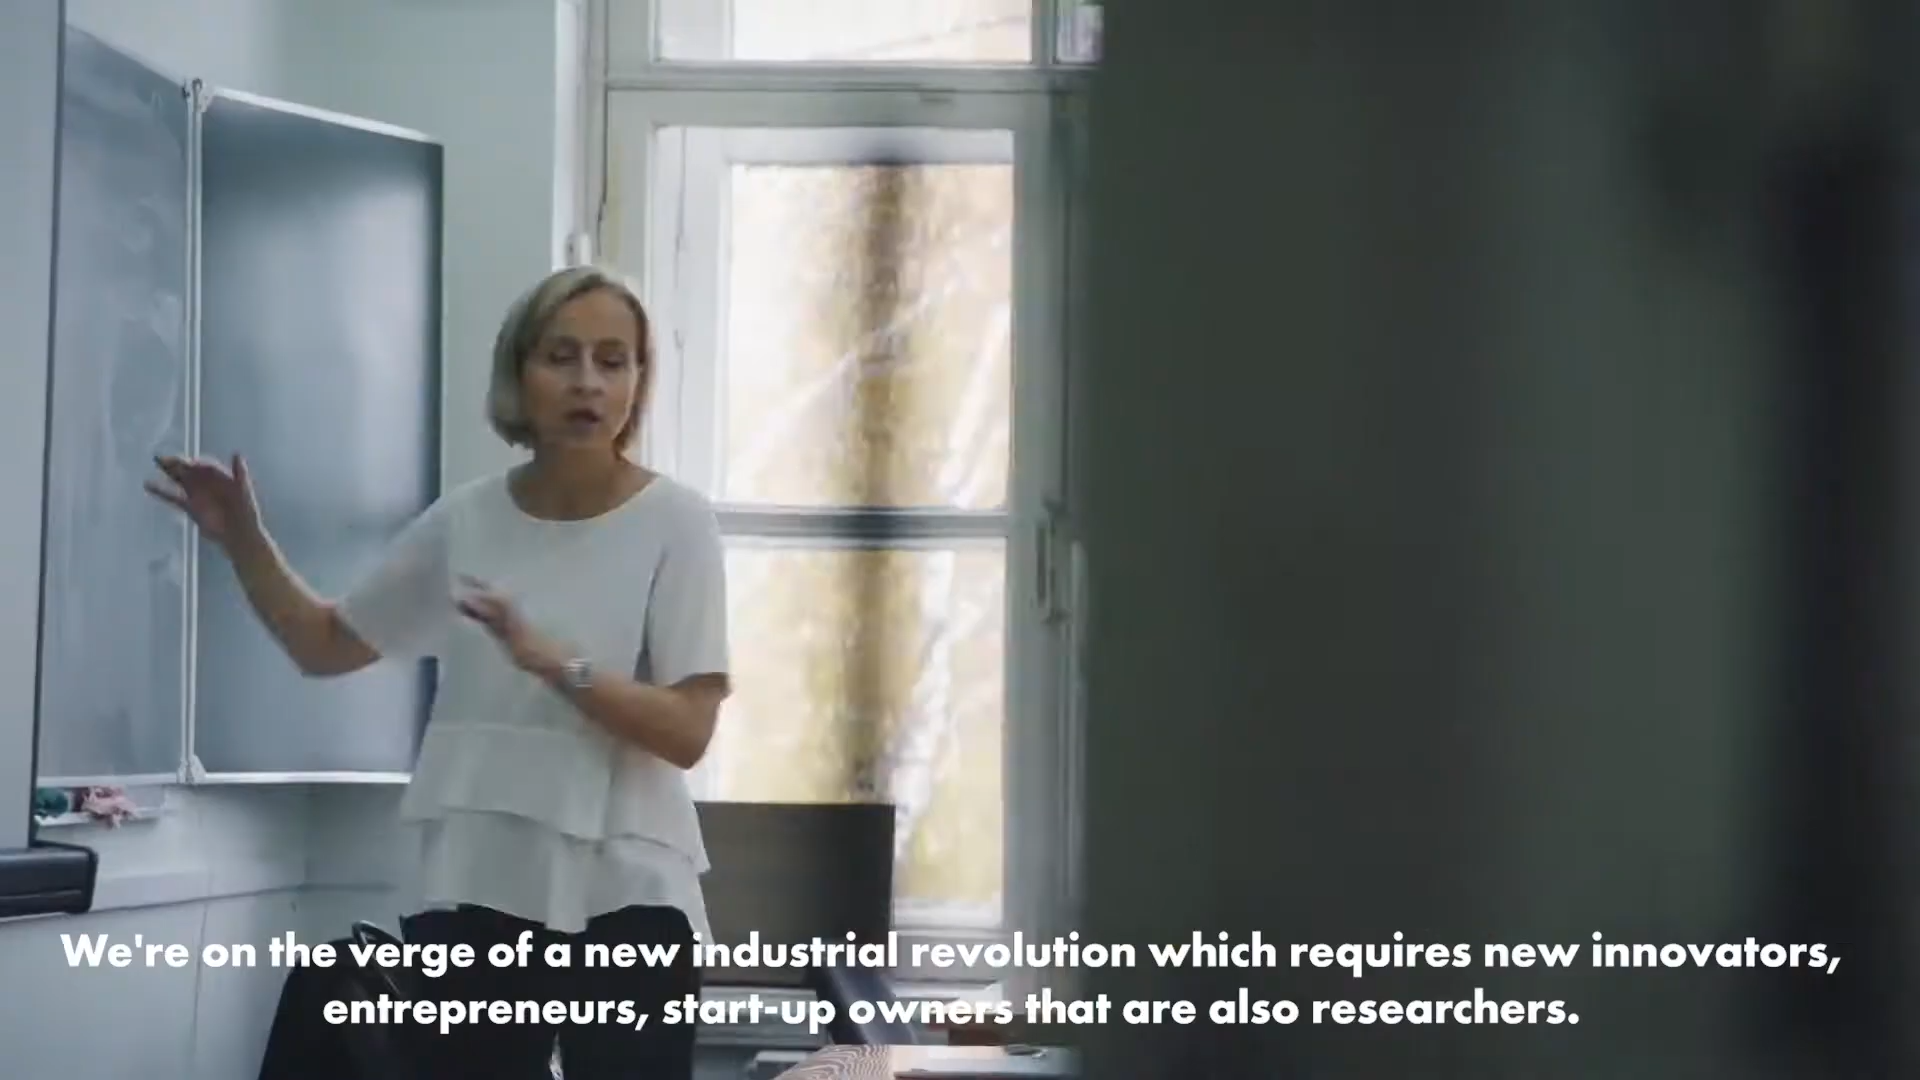 We're on the verge of a new industrial revolution which requires new innovators,
entrepreneurs, start-up owners that are also researchers.